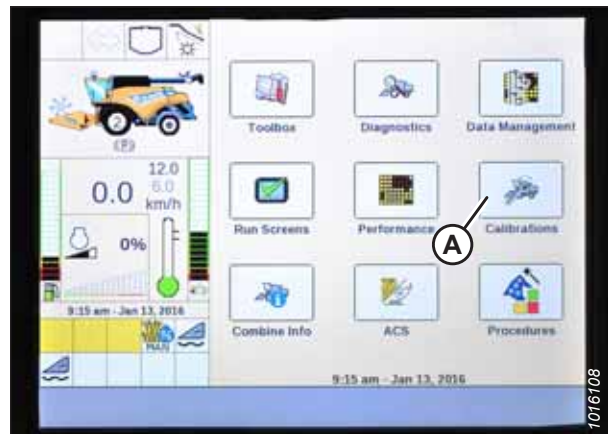 Toolbox Diagnostics Data Management
2
(P)
12.0
6.0
0.0 km/h
Run Screens Performance Calibrations
A
0%
9:15 am - Jan 13, 2016
MAN
Combine Info ACS Procedures
9:15 am - Jan 13, 2016
1016108